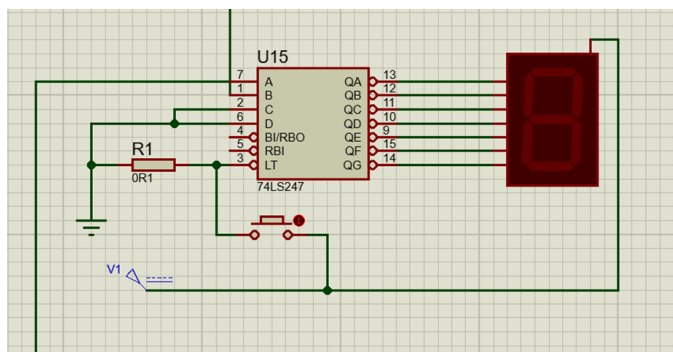 U15
7 A QA 13
1 B QB 12
2 C QC 11
6 D QD 10
4 BI/RBO QE 9
5 RBI QF 15
3 LT QG 14
74LS247
R1
0R1
V1